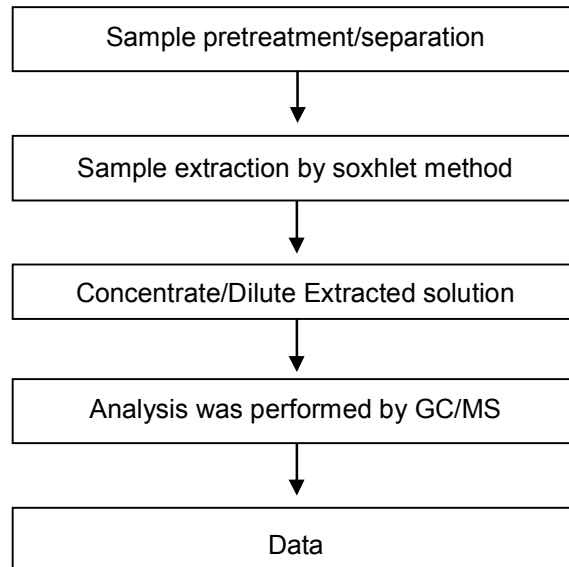 Sample pretreatment/separation
Sample extraction by soxhlet method
Concentrate/Dilute Extracted solution
Analysis was performed by GC/MS
Data